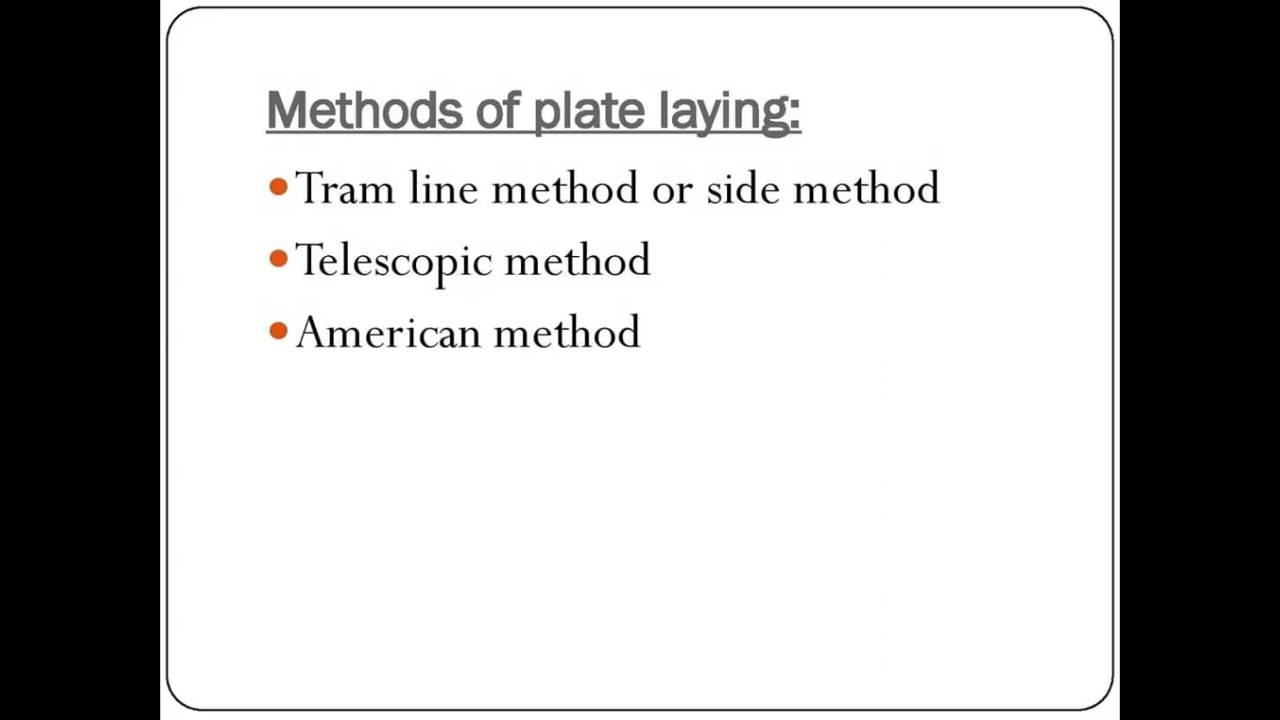 Methods of plate laying:
• Tram line method or side method
• Telescopic method
• American method